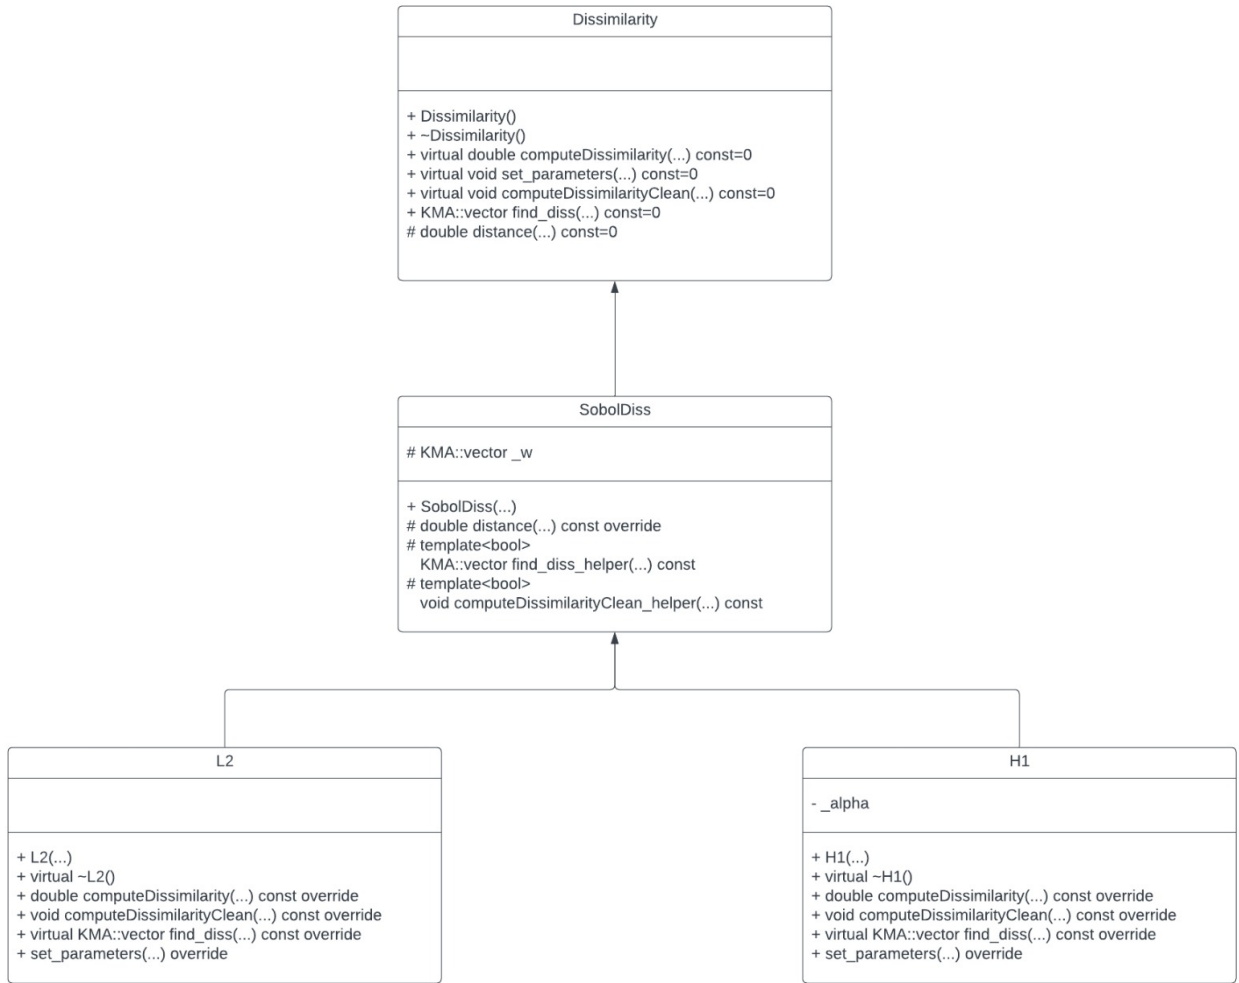 Dissimilarity
+ Dissimilarity()
+ ~Dissimilarity()
+ virtual double computeDissimilarity(...) const=0
+ virtual void set_parameters(...) const=0
+ virtual void computeDissimilarityClean(...) const=0
+ KMA::vector find_diss(...) const=0
# double distance(...) const=0
SobolDiss
# KMA::vector _w
+ SobolDiss(...)
# double distance(...) const override
# template<bool>
KMA::vector find_diss_helper(...) const
# template<bool>
void computeDissimilarityClean_helper(...) const
L2
+ L2(...)
+ virtual ~L2()
+ double computeDissimilarity(...) const override
+ void computeDissimilarityClean(...) const override
+ virtual KMA::vector find_diss(...) const override
+ set_parameters(...) override
H1
- _alpha
+ H1(...)
+ virtual ~H1()
+ double computeDissimilarity(...) const override
+ void computeDissimilarityClean(...) const override
+ virtual KMA::vector find_diss(...) const override
+ set_parameters(...) override